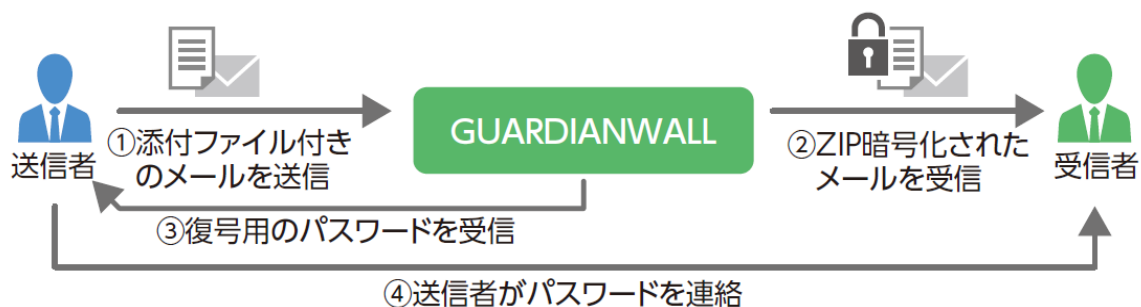 送信者
①添付ファイル付き
のメールを送信
GUARDIANWALL
②ZIP暗号化された
メールを受信
受信者
③復号用のパスワードを受信
④送信者がパスワードを連絡